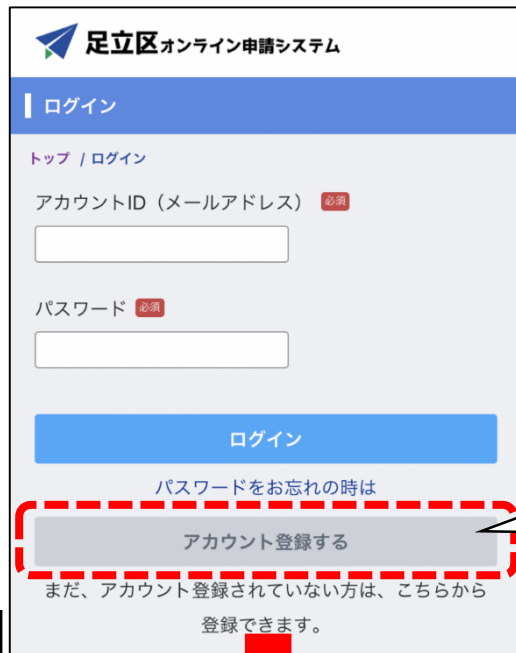 足立区オンライン申請システム
ログイン
トップ / ログイン
アカウントID（メールアドレス） 必須
パスワード 必須
ログイン
パスワードをお忘れの時は
アカウント登録する
まだ、アカウント登録されていない方は、こちらから
登録できます。